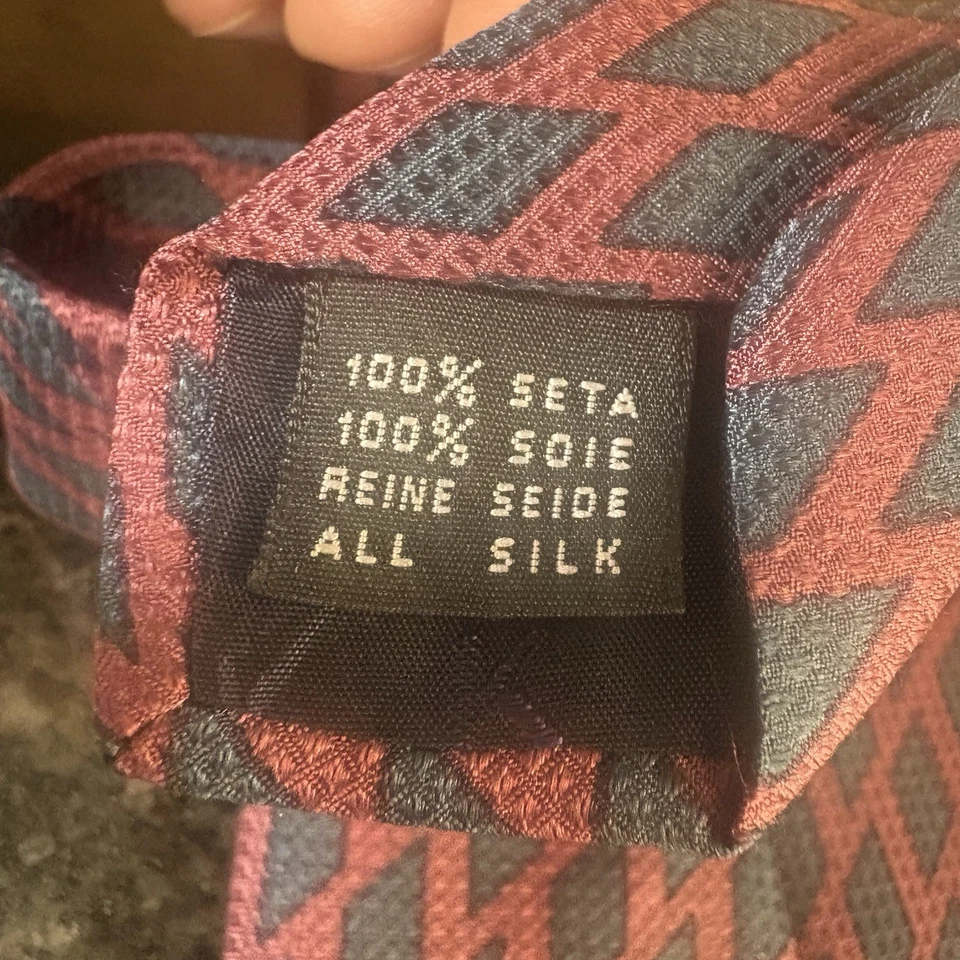 100% SETA
100% SOIE
REINE SEIDE
ALL SILK